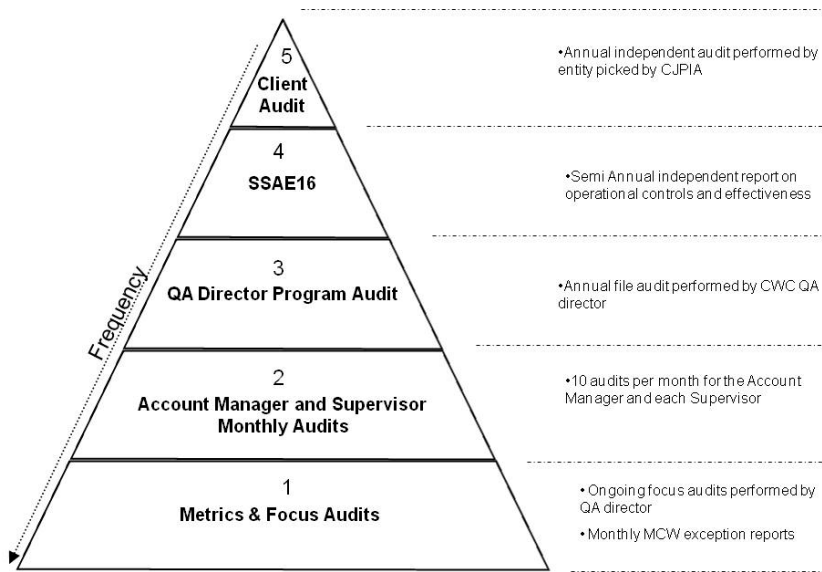 5
Client
Audit
•Annual independent audit performed by
entity picked by CJPIA
4
SSAE16
•Semi Annual independent report on
operational controls and effectiveness
3
QA Director Program Audit
•Annual file audit performed by CWC QA
director
Frequency
2
Account Manager and Supervisor
Monthly Audits
•10 audits per month for the Account
Manager and each Supervisor
1
Metrics & Focus Audits
•Ongoing focus audits performed by
QA director
•Monthly MCW exception reports